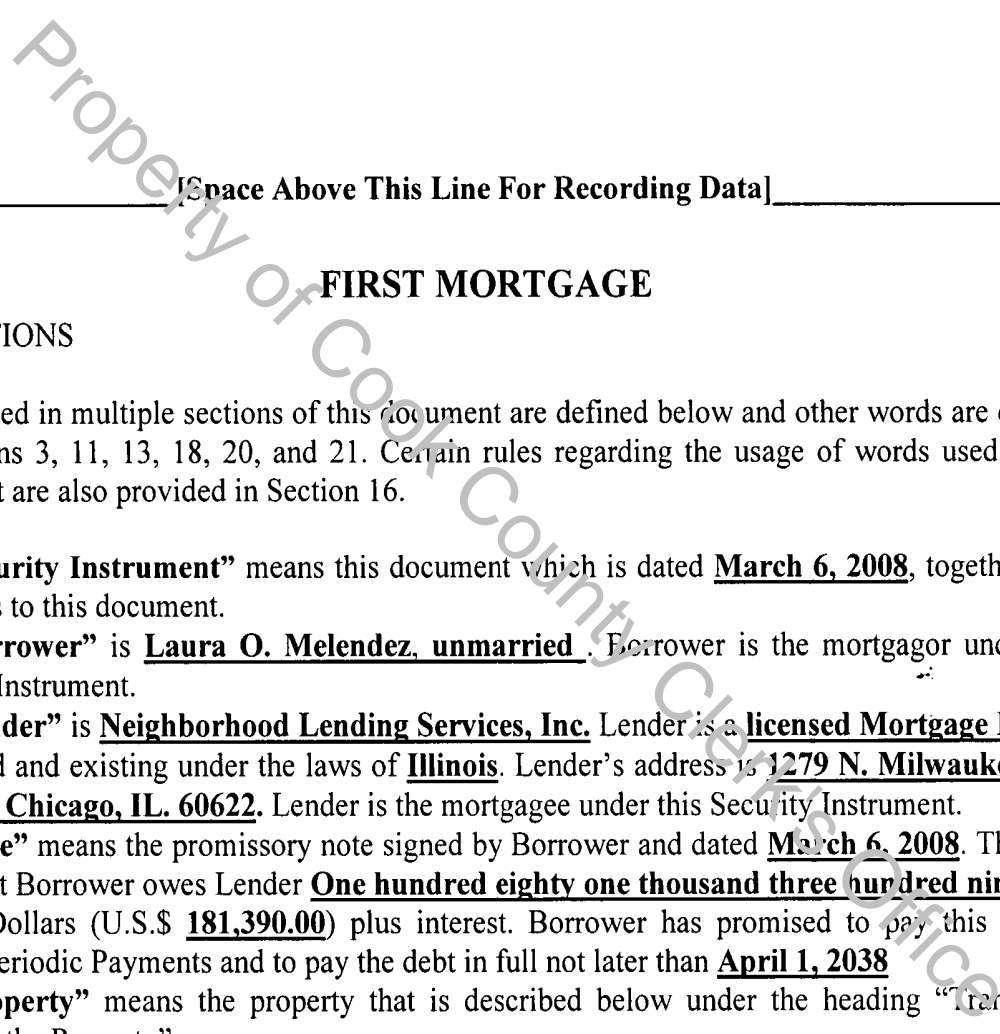 [Space Above This Line For Recording Data]
FIRST MORTGAGE
TIONS
ed in multiple sections of this document are defined below and other words are
ns 3, 11, 13, 18, 20, and 21. Certain rules regarding the usage of words used
t are also provided in Section 16.
urity Instrument” means this document which is dated March 6, 2008, togeth
s to this document.
rrower” is Laura O. Melendez, unmarried . Borrower is the mortgagor und
Instrument.
der” is Neighborhood Lending Services, Inc. Lender is a licensed Mortgage
d and existing under the laws of Illinois. Lender’s address is 1279 N. Milwauk
Chicago, IL. 60622. Lender is the mortgagee under this Security Instrument.
e” means the promissory note signed by Borrower and dated March 6, 2008. Th
t Borrower owes Lender One hundred eighty one thousand three hundred nin
Dollars (U.S.$ 181,390.00) plus interest. Borrower has promised to pay this
eriodic Payments and to pay the debt in full not later than April 1, 2038
operty” means the property that is described below under the heading “Tran
Property of Cook County Clerk's Office